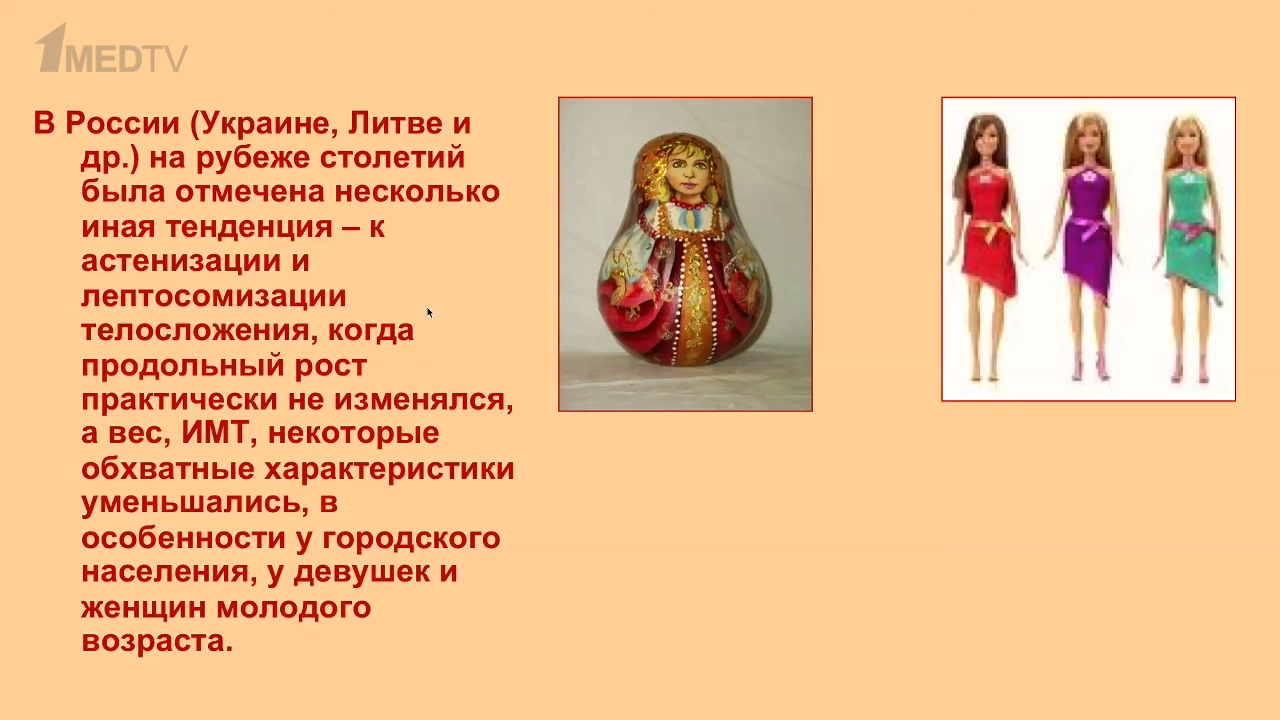 1MEDTV
В России (Украине, Литве и
др.) на рубеже столетий
была отмечена несколько
иная тенденция – к
астенизации и
лептосомизации
телосложения, когда
продольный рост
практически не изменялся,
а вес, ИМТ, некоторые
обхватные характеристики
уменьшались, в
особенности у городского
населения, у девушек и
женщин молодого
возраста.